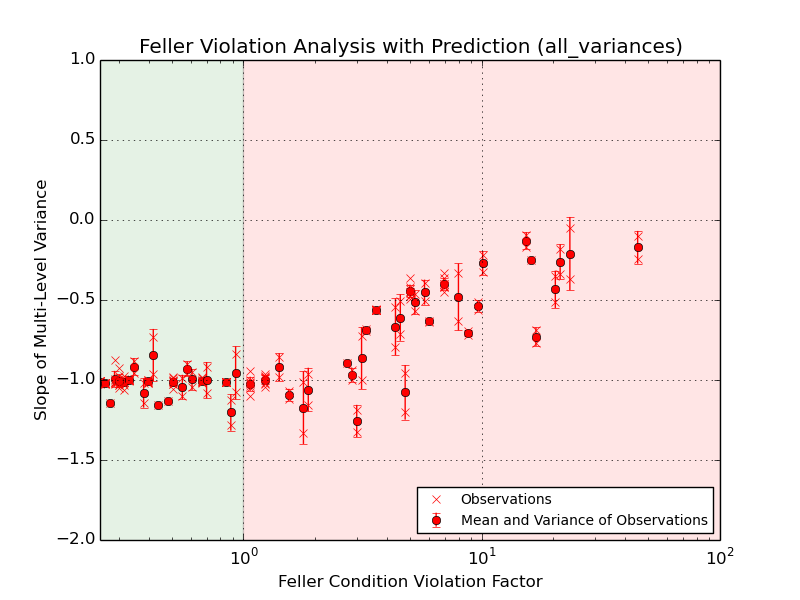 Feller Violation Analysis with Prediction (all_variances)
1.0
0.5
0.0
−0.5
−1.0
−1.5
−2.0
Slope of Multi-Level Variance
Observations
Mean and Variance of Observations
10⁰ 10¹ 10²
Feller Condition Violation Factor